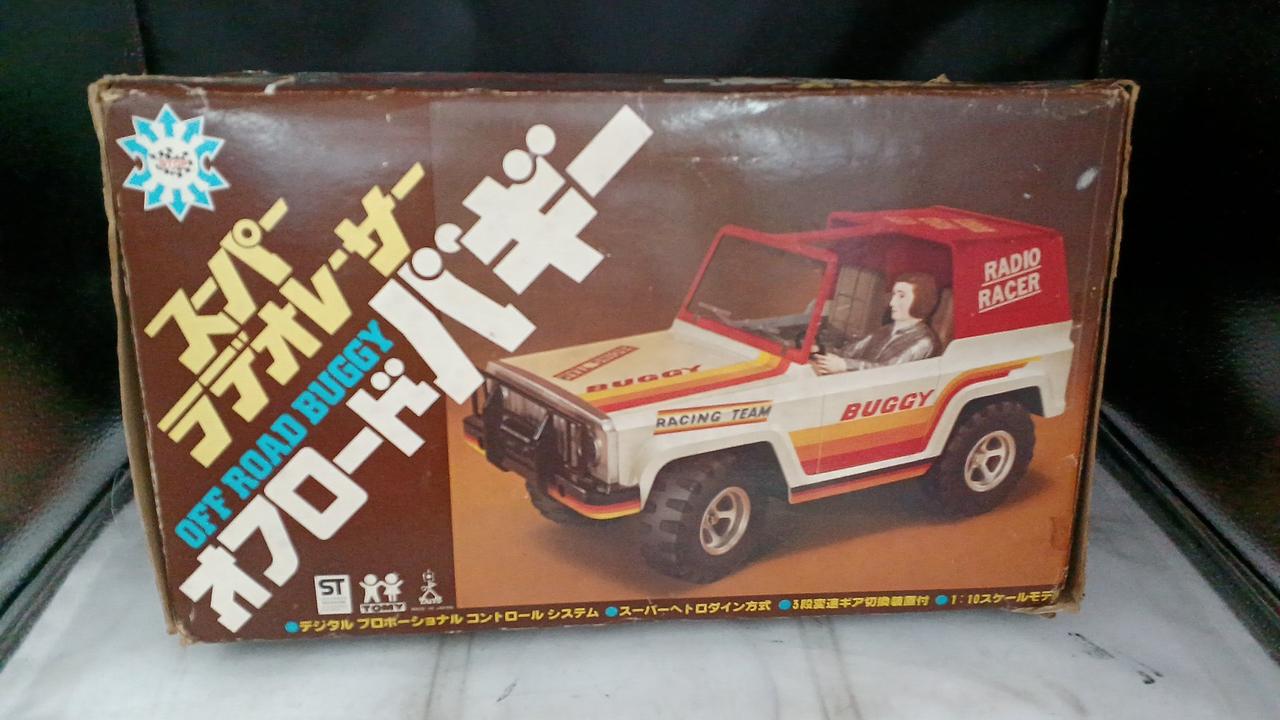 スーパー
ラデオレーサー
OFF ROAD BUGGY
オフロードバギー
RADIO
RACER
BUGGY
RACING TEAM
BUGGY
ST
TOMY
●デジタル プロポーショナル コントロール システム ●スーパーヘトロダイン方式 ●3段変速ギア切換装置付 ●1:10スケールモデ